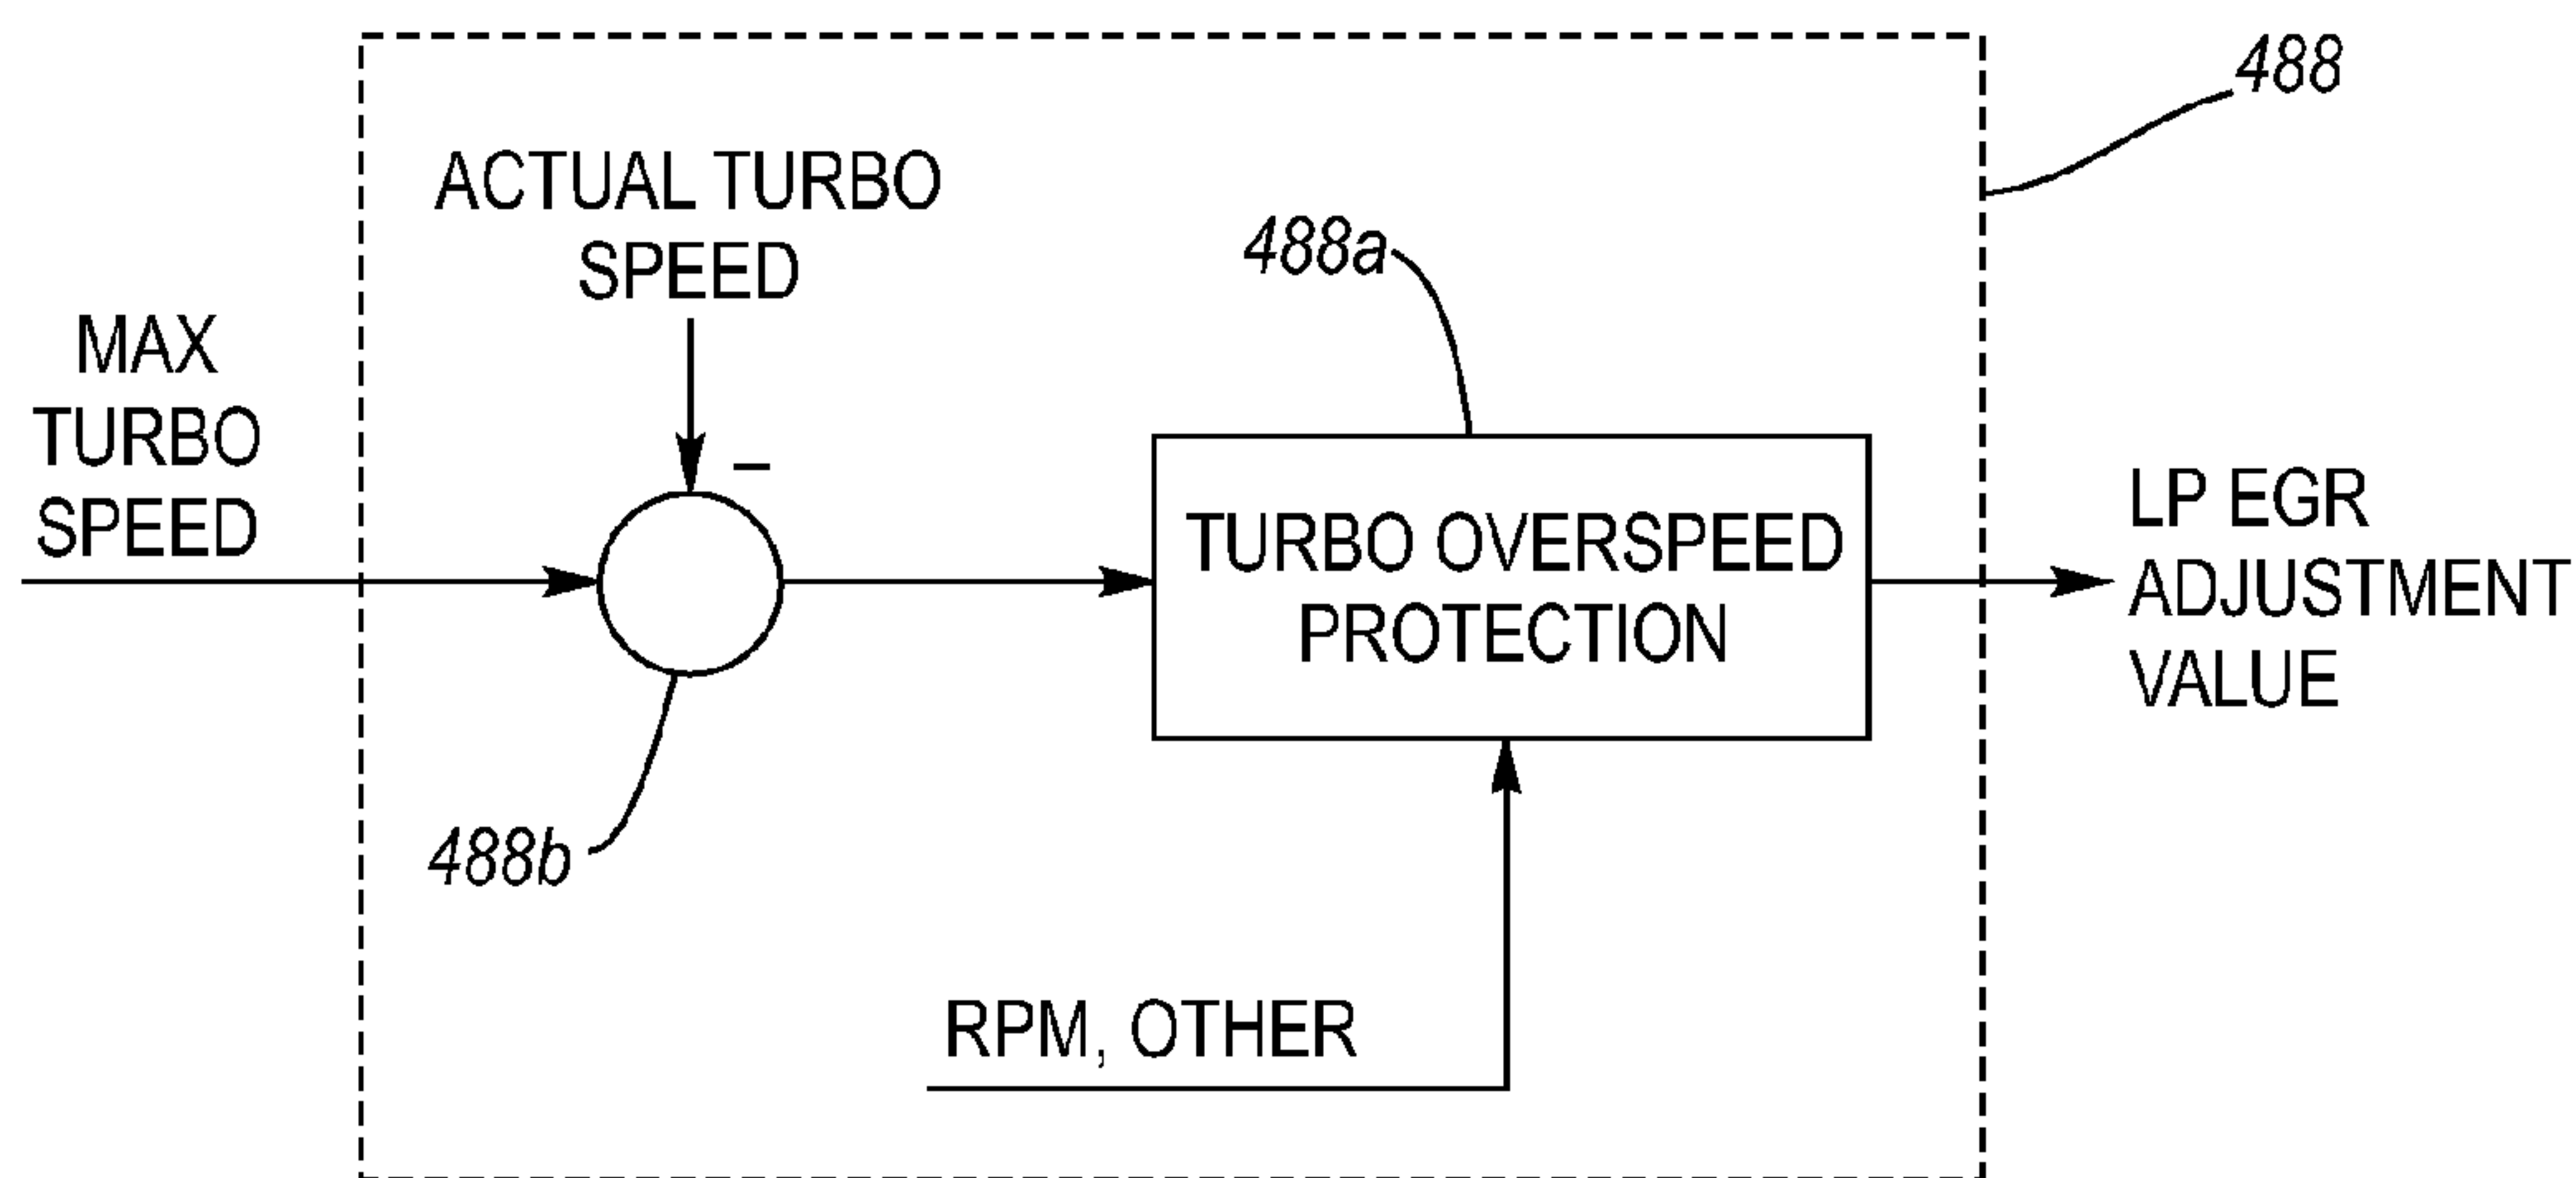 488
ACTUAL TURBO
SPEED
488a
MAX
TURBO
SPEED
–
TURBO OVERSPEED
PROTECTION
LP EGR
ADJUSTMENT
VALUE
488b
RPM, OTHER